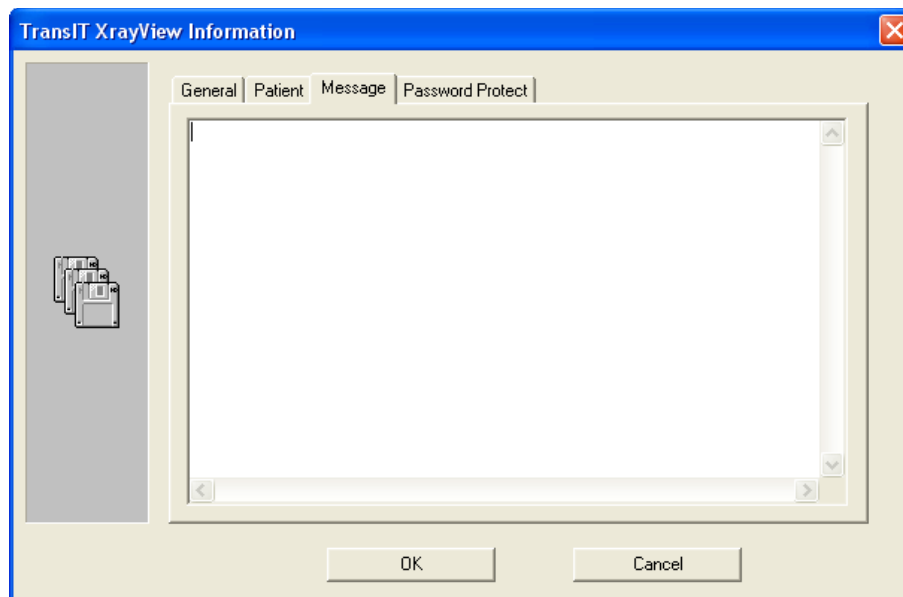 TransIT XrayView Information
General Patient Message Password Protect
OK Cancel